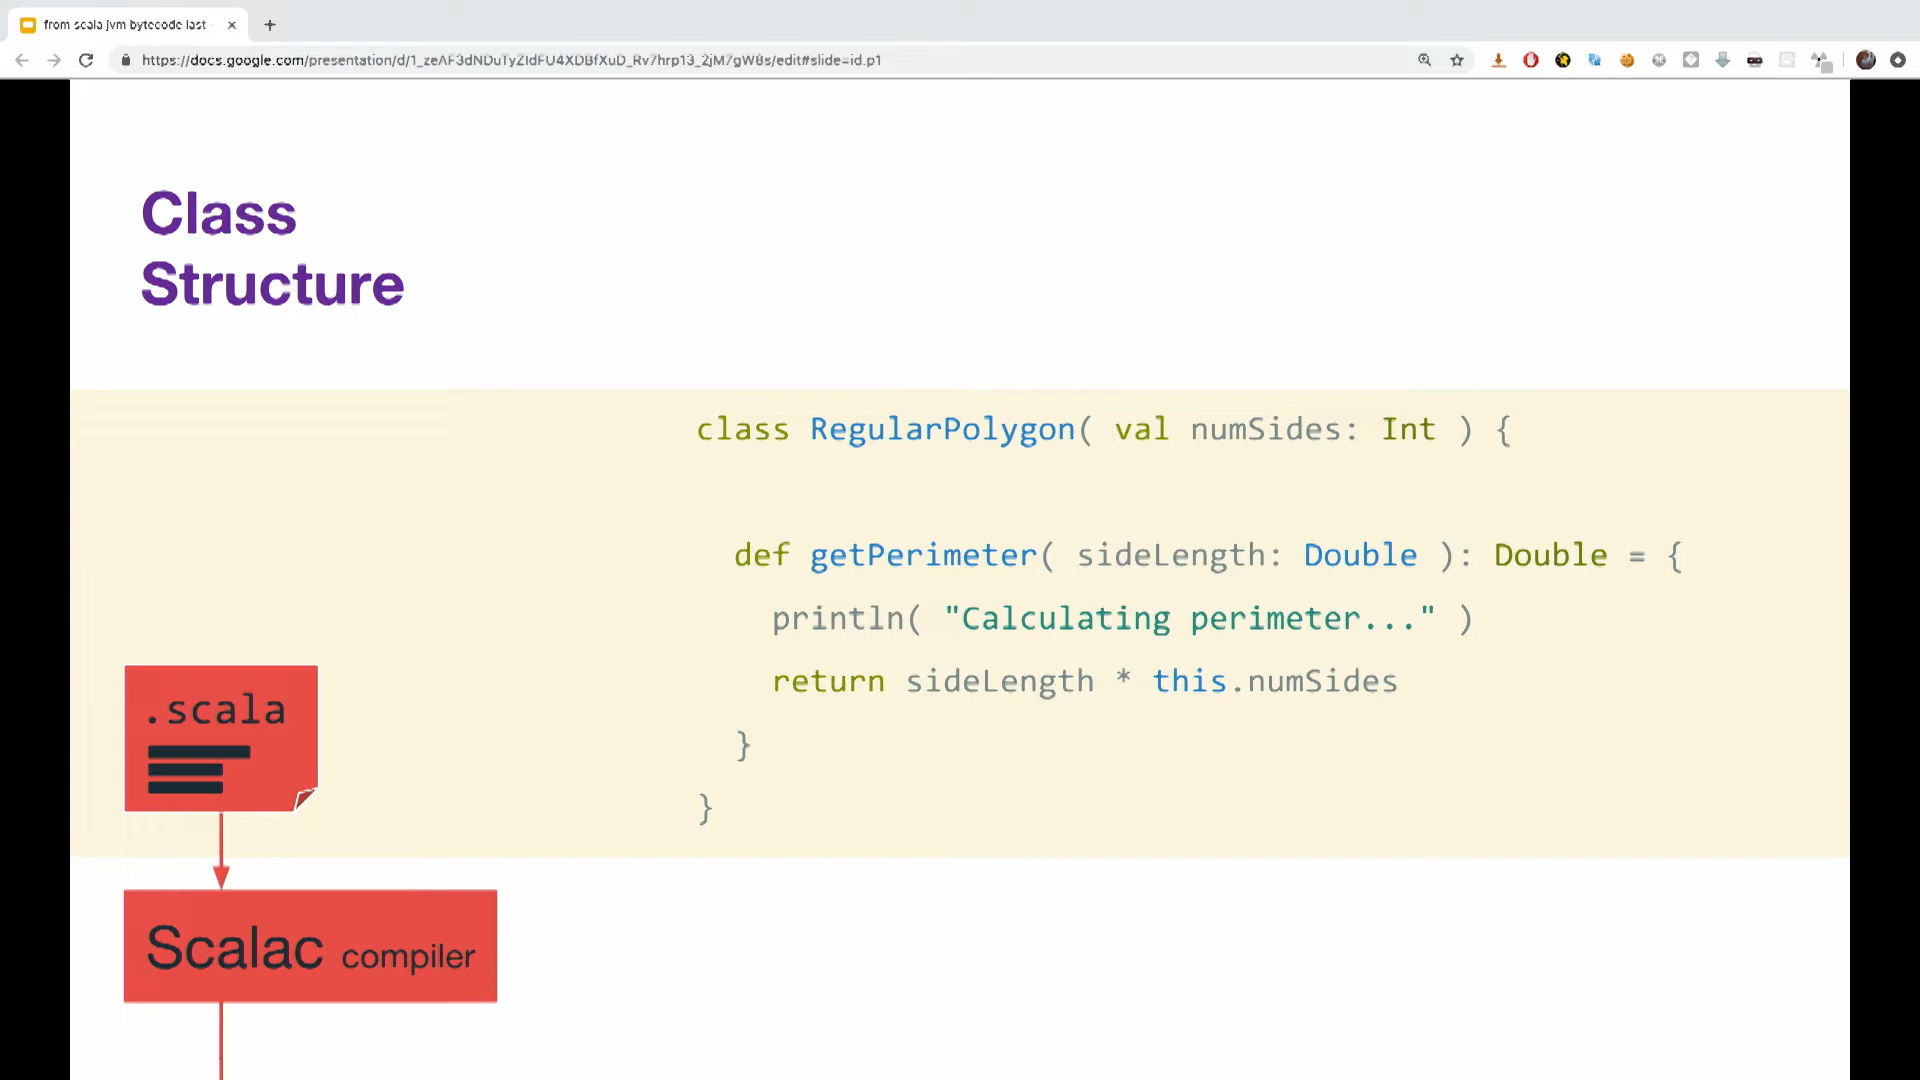 from scala jvm bytecode last
https://docs.google.com/presentation/d/1_zeAF3dNDuTyZIdFU4XDBfXuD_Rv7hrp13_2jM7gW8s/edit#slide=id.p1
Class
Structure
class RegularPolygon( val numSides: Int ) {
def getPerimeter( sideLength: Double ): Double = {
println( "Calculating perimeter..." )
return sideLength * this.numSides
}
}
.scala
Scalac compiler